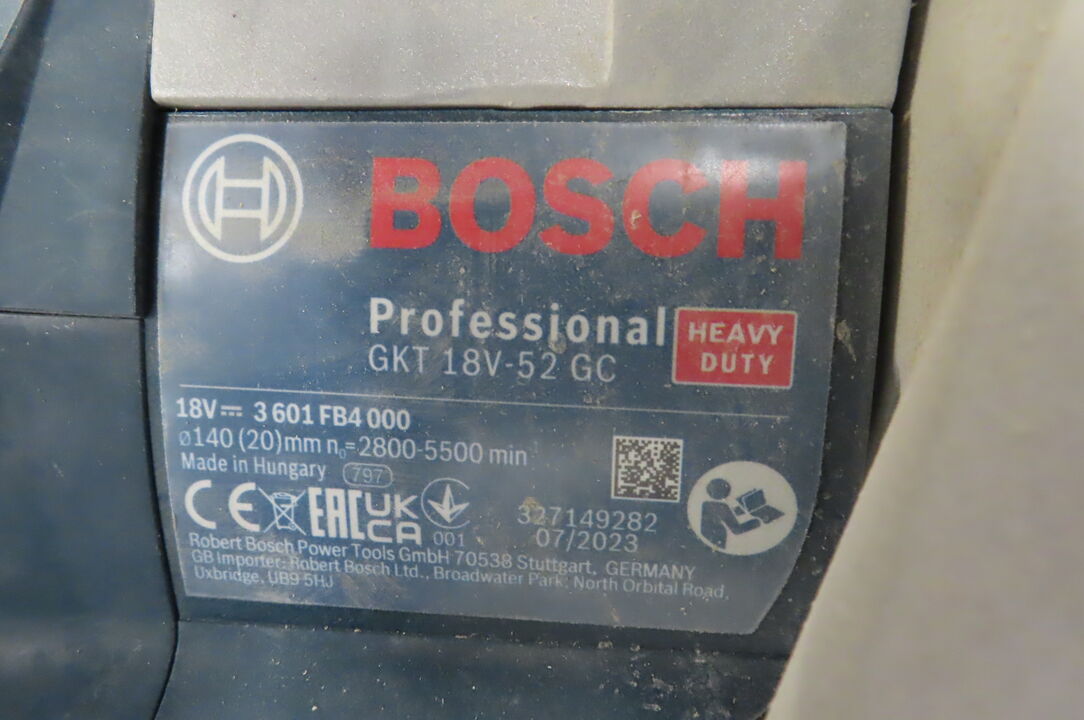 BOSCH
Professional
HEAVY DUTY
GKT 18V-52 GC
18V⎓ 3 601 FB4 000
ø140 (20)mm n₀= 2800-5500 min
Made in Hungary 797
CE EAC UK CA 001
327149282
07/2023
Robert Bosch Power Tools GmbH 70538 Stuttgart, GERMANY
GB importer: Robert Bosch Ltd., Broadwater Park, North Orbital Road,
Uxbridge, UB9 5HJ